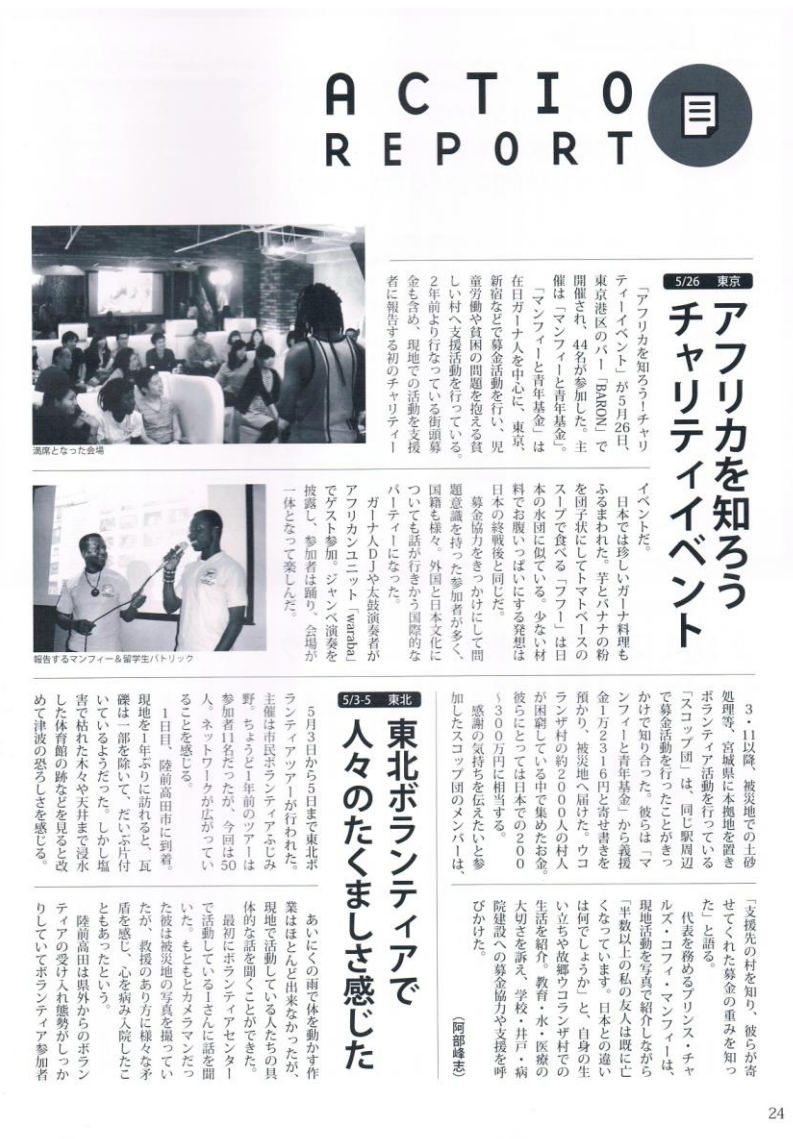 ACTIO
REPORT
5/26 東京
アフリカを知ろう
チャリティイベント
「アフリカを知ろう！チャリ
ティーイベント」が5月26日、
東京港区のバー「BARON」で
開催され、44名が参加した。主
催は「マンフィーと青年基金」。
「マンフィーと青年基金」は
在日ガーナ人を中心に、東京、
新宿などで募金活動を行い、児
童労働や貧困の問題を抱える貧
しい村へ支援活動を行っている。
2年前より行なっている街頭募
金も含め、現地での活動を支援
者に報告する初のチャリティー
満席となった会場
イベントだ。
日本では珍しいガーナ料理も
ふるまわれた。芋とバナナの粉
を団子状にしてトマトベースの
スープで食べる「フフー」は日
本の水団に似ている。少ない材
料でお腹いっぱいにする発想は
日本の終戦後と同じだ。
募金協力をきっかけにして問
題意識を持った参加者が多く、
国籍も様々。外国と日本文化に
ついても話が行きかう国際的な
パーティーになった。
ガーナ人DJや太鼓演奏者が
アフリカンユニット「waraba」
でゲスト参加。ジャンベ演奏を
披露し、参加者は踊り、会場が
一体となって楽しんだ。
報告するマンフィー＆留学生パトリック
3・11以降、被災地での土砂
処理等、宮城県に本拠地を置き
ボランティア活動を行っている
「スコップ団」は、同じ駅周辺
で募金活動を行ったことがきっ
かけで知り合った。彼らは「マ
ンフィーと青年基金」から義援
金1万2316円と寄せ書きを
預かり、被災地へ届けた。ウコ
ランザ村の約2000人の村人
が困窮している中で集めたお金。
彼らにとっては日本での200
～300万円に相当する。
感謝の気持ちを伝えたいと参
加したスコップ団のメンバーは、
「支援先の村を知り、彼らが寄
せてくれた募金の重みを知っ
た」と語る。
代表を務めるプリンス・チャ
ルズ・コフィ・マンフィーは、
現地活動を写真で紹介しながら
「半数以上の私の友人は既に亡
くなっています。日本との違い
は何でしょうか」と、自身の生
い立ちや故郷ウコランザ村での
生活を紹介。教育・水・医療の
大切さを訴え、学校・井戸・病
院建設への募金協力や支援を呼
びかけた。
（阿部峰志）
5/3-5 東北
東北ボランティアで
人々のたくましさ感じた
5月3日から5日まで東北ボ
ランティアツアーが行われた。
主催は市民ボランティアふじみ
野。ちょうど1年前のツアーは
参加者11名だったが、今回は50
人。ネットワークが広がってい
ることを感じる。
1日目、陸前高田市に到着。
現地を1年ぶりに訪れると、瓦
礫は一部を除いて、だいぶ片付
いているようだった。しかし塩
害で枯れた木々や天井まで浸水
した体育館の跡などを見ると改
めて津波の恐ろしさを感じる。
あいにくの雨で体を動かす作
業はほとんど出来なかったが、
現地で活動している人たちの具
体的な話を聞くことができた。
最初にボランティアセンター
で活動しているIさんに話を聞
いた。もともとカメラマンだっ
た彼は被災地の写真を撮ってい
たが、救援のあり方に様々な矛
盾を感じ、心を病み入院したこ
ともあったという。
陸前高田は県外からのボラン
ティアの受け入れ態勢がしっか
りしていてボランティア参加者
24